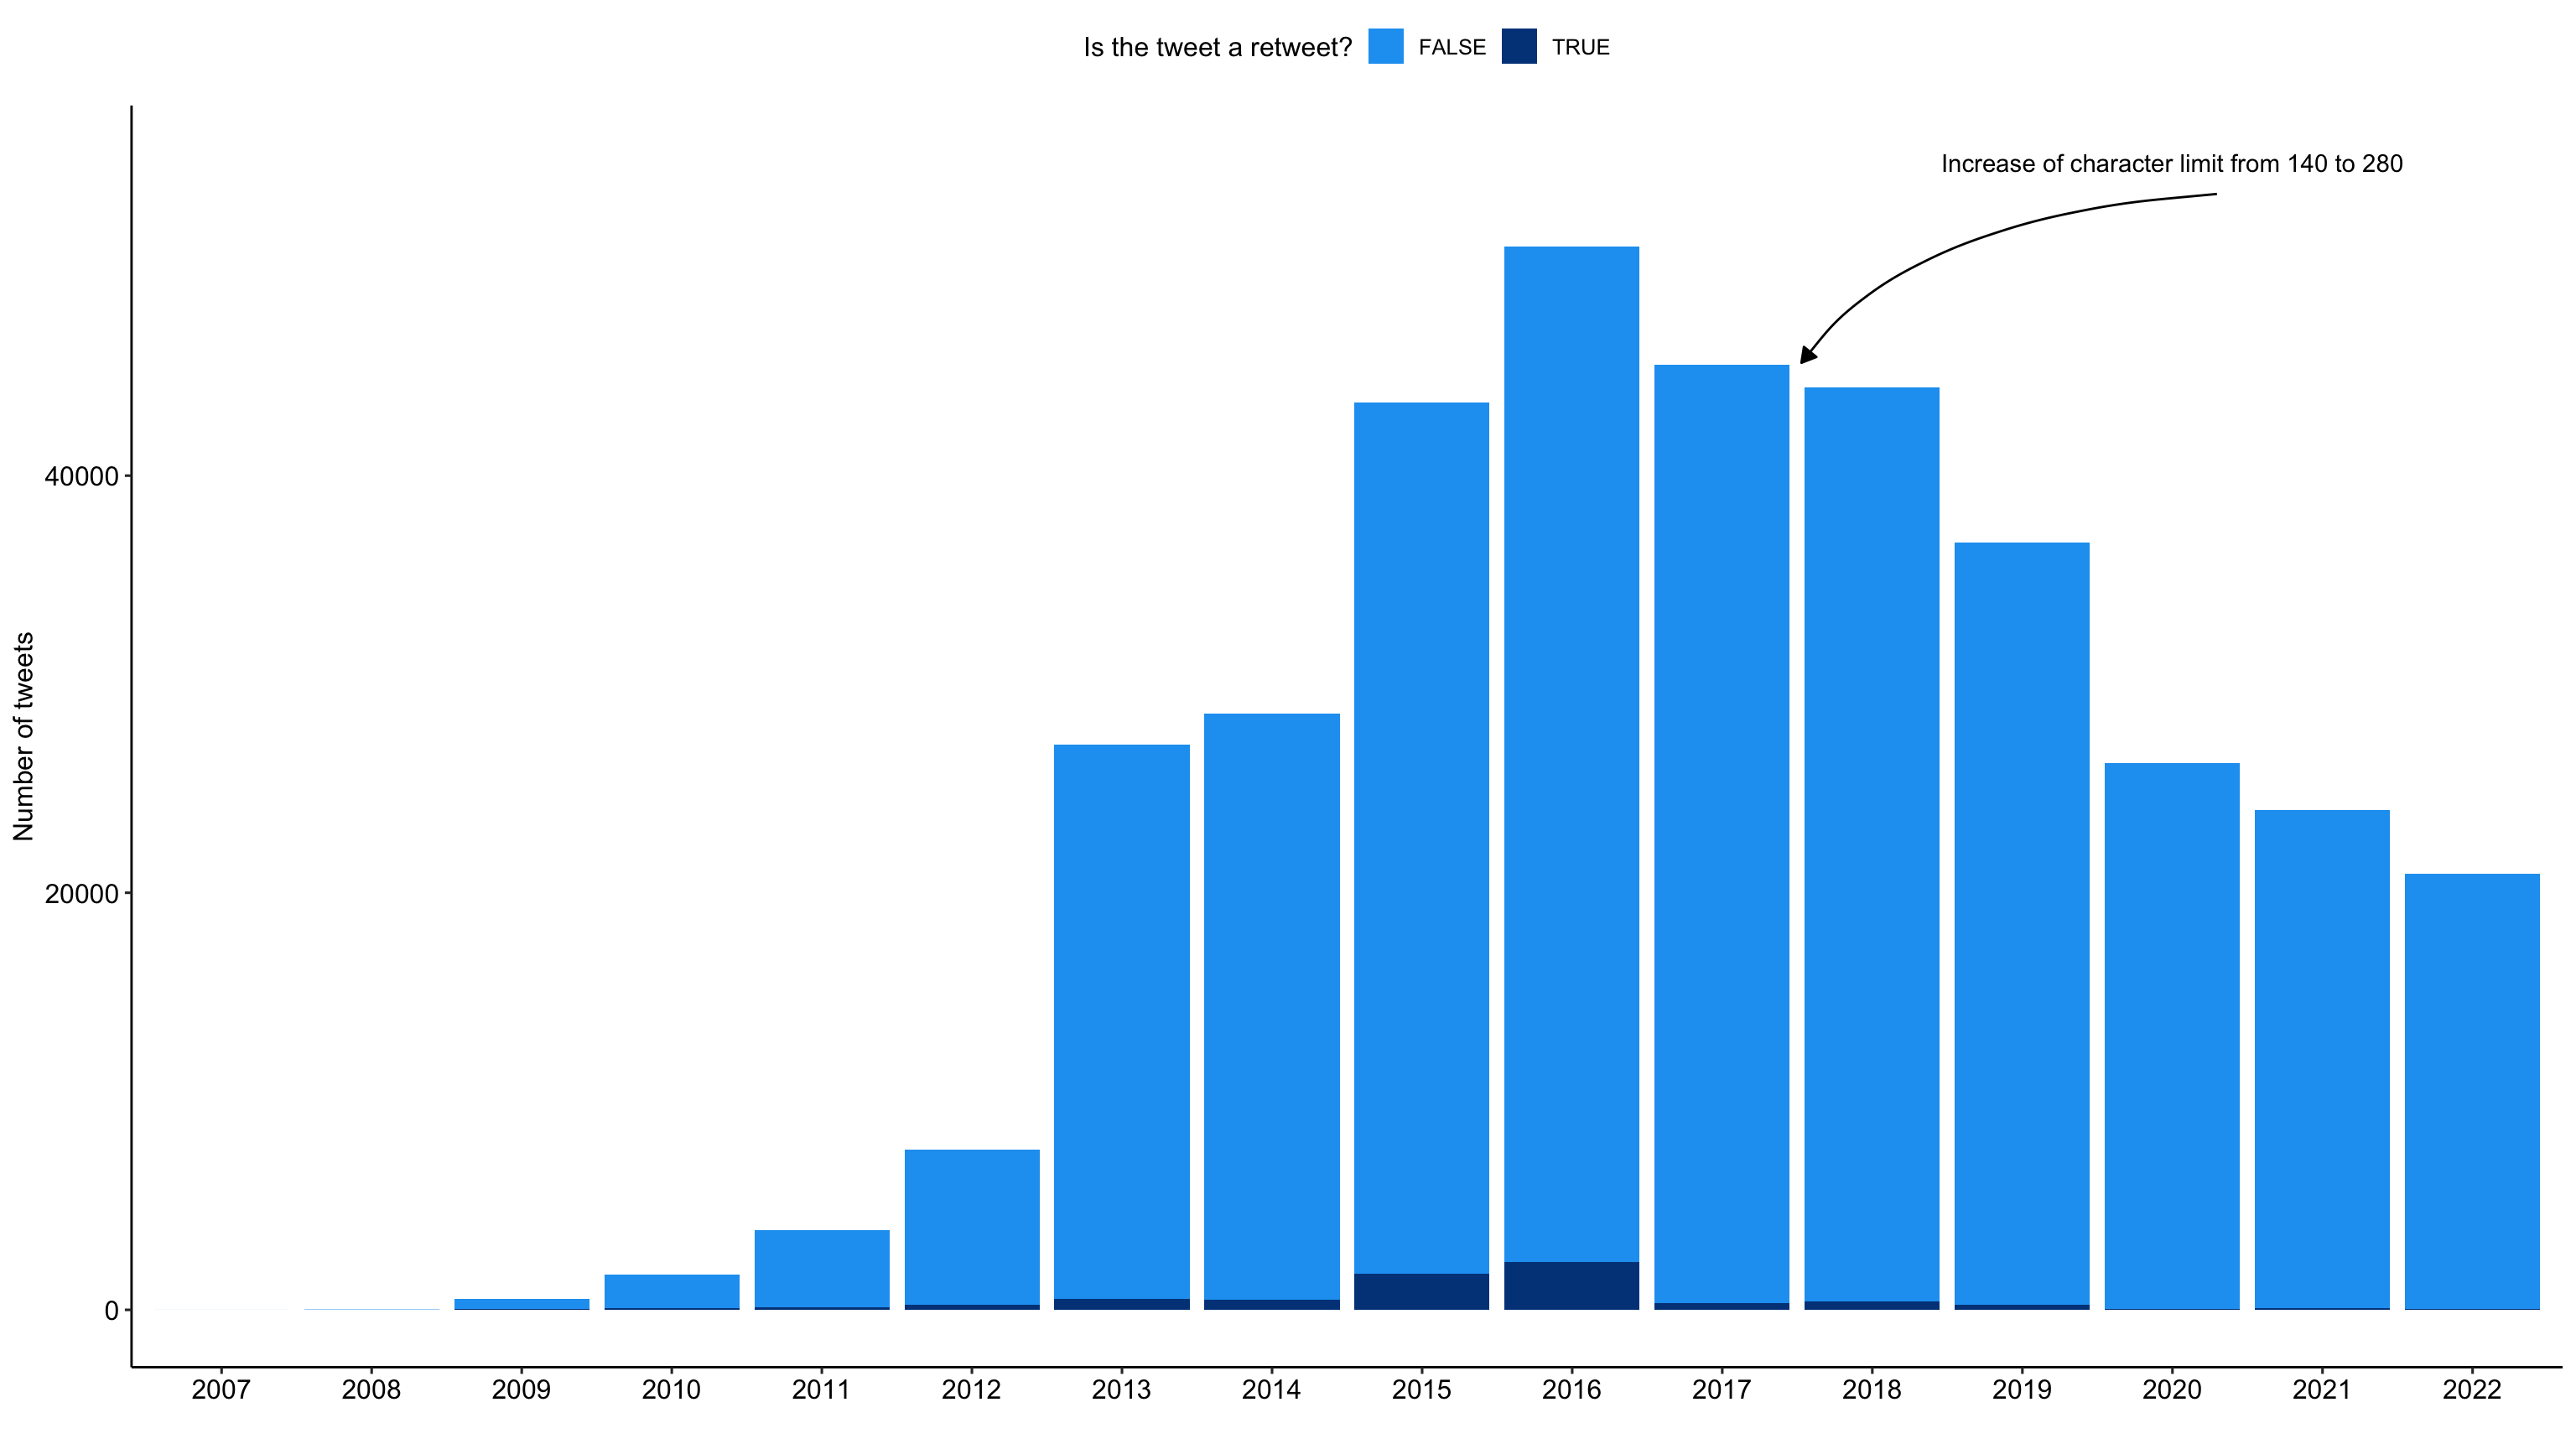 Is the tweet a retweet? FALSE TRUE
Increase of character limit from 140 to 280
Number of tweets
40000
20000
0
2007 2008 2009 2010 2011 2012 2013 2014 2015 2016 2017 2018 2019 2020 2021 2022